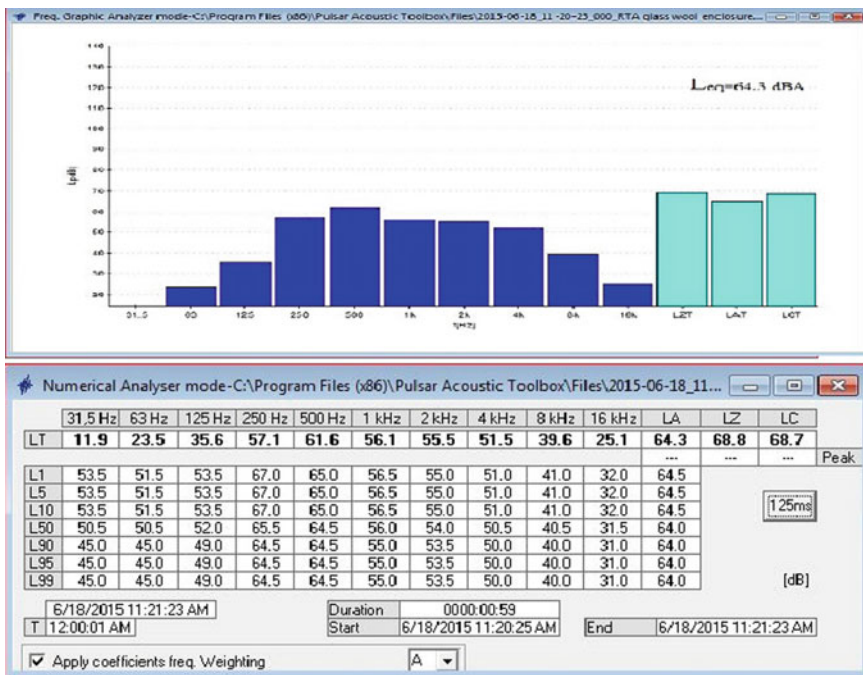 Freq. Graphic Analyzer mode-C:\Program Files (x86)\Pulsar Acoustic Toolbox\Files\2015-06-18_11-20-25_000_RTA glass wool enclosure...
Leq=64.3 dBA
Lp(dB)
140
130
120
110
100
90
80
70
60
50
40
30
20
31.5 63 125 250 500 1k 2k 4k 8k 16k LZT LAT LCT
f(HZ)
Numerical Analyser mode-C:\Program Files (x86)\Pulsar Acoustic Toolbox\Files\2015-06-18_11...
31,5 Hz 63 Hz 125 Hz 250 Hz 500 Hz 1 kHz 2 kHz 4 kHz 8 kHz 16 kHz LA LZ LC
LT 11.9 23.5 35.6 57.1 61.6 56.1 55.5 51.5 39.6 25.1 64.3 68.8 68.7
--- --- --- Peak
L1 53.5 51.5 53.5 67.0 65.0 56.5 55.0 51.0 41.0 32.0 64.5
L5 53.5 51.5 53.5 67.0 65.0 56.5 55.0 51.0 41.0 32.0 64.5
L10 53.5 51.5 53.5 67.0 65.0 56.5 55.0 51.0 41.0 32.0 64.5
125ms
L50 50.5 50.5 52.0 65.5 64.5 56.0 54.0 50.5 40.5 31.5 64.0
L90 45.0 45.0 49.0 64.5 64.5 55.0 53.5 50.0 40.0 31.0 64.0
L95 45.0 45.0 49.0 64.5 64.5 55.0 53.5 50.0 40.0 31.0 64.0
L99 45.0 45.0 49.0 64.5 64.5 55.0 53.5 50.0 40.0 31.0 64.0 [dB]
6/18/2015 11:21:23 AM Duration 0000:00:59
T 12:00:01 AM Start 6/18/2015 11:20:25 AM End 6/18/2015 11:21:23 AM
Apply coefficients freq. Weighting A